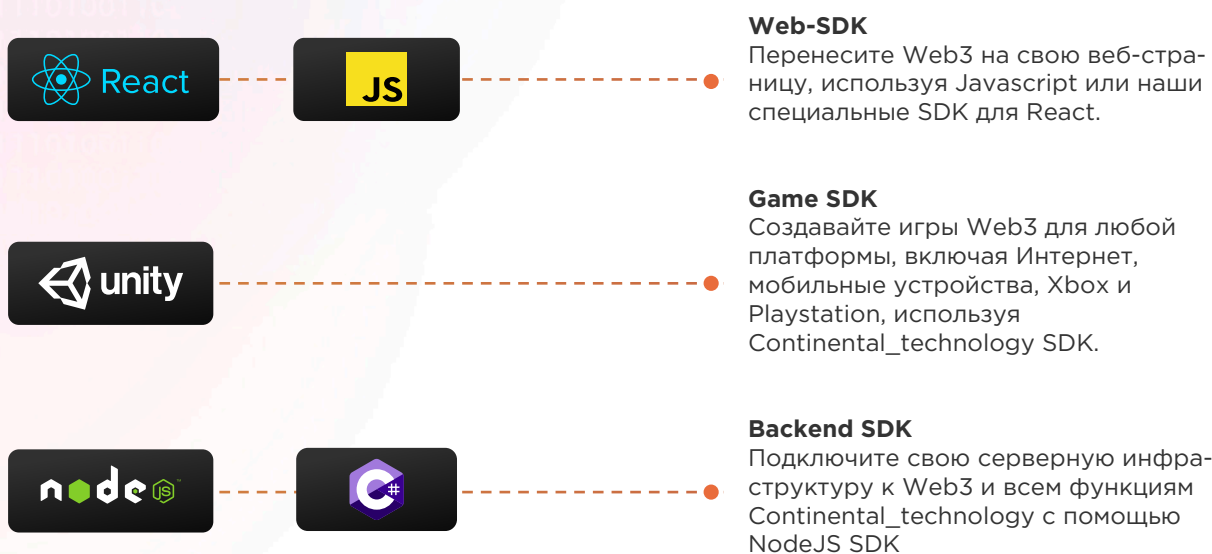 Web-SDK
React
JS
Перенесите Web3 на свою веб-стра-
ницу, используя Javascript или наши
специальные SDK для React.
Game SDK
unity
Создавайте игры Web3 для любой
платформы, включая Интернет,
мобильные устройства, Xbox и
Playstation, используя
Continental_technology SDK.
Backend SDK
node JS
C#
Подключите свою серверную инфра-
структуру к Web3 и всем функциям
Continental_technology с помощью
NodeJS SDK